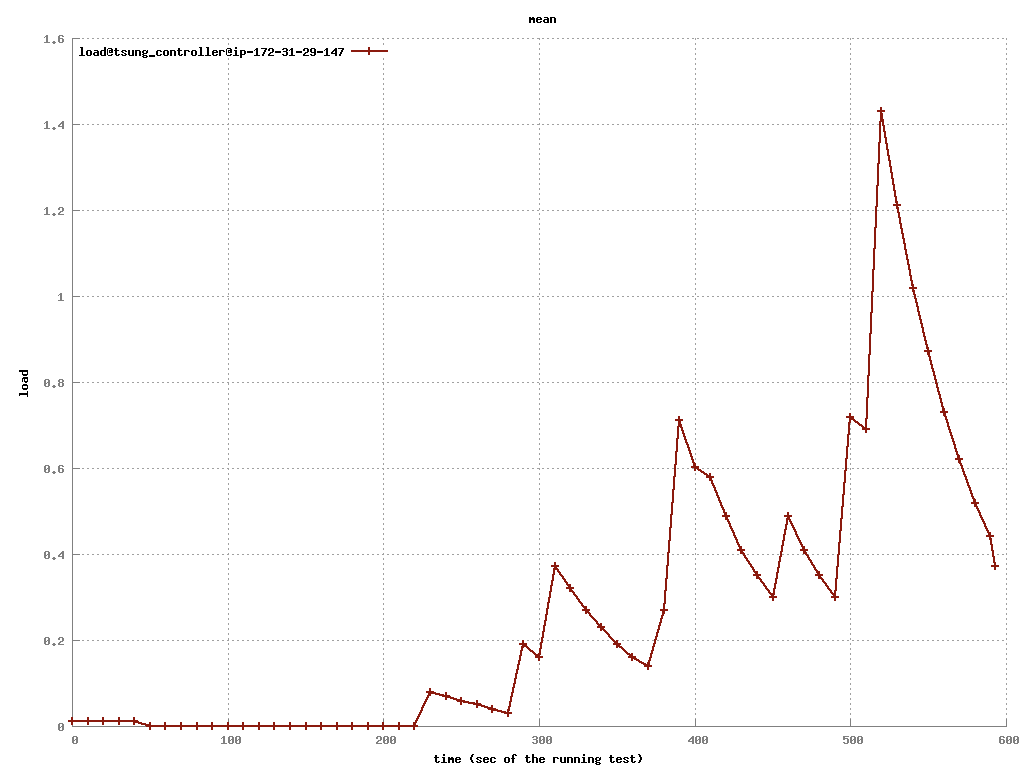 mean
1.6
load@tsung_controller@ip-172-31-29-147
1.4
1.2
1
0.8
load
0.6
0.4
0.2
0
0 100 200 300 400 500 600
time (sec of the running test)